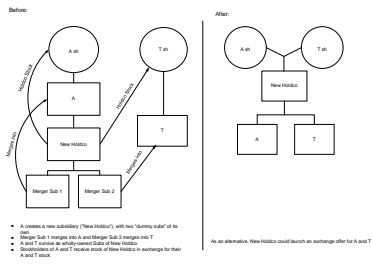 Before:
After:
A sh
T sh
A sh
T sh
Holdco Stock
Holdco Stock
A
New Holdco
T
New Holdco
A
T
Merges into
Merges into
Merger Sub 1
Merger Sub 2
• A creates a new subsidiary ("New Holdco"), with two "dummy subs" of its
own
• Merger Sub 1 merges into A and Merger Sub 2 merges into T
• A and T survive as wholly-owned Subs of New Holdco
• Stockholders of A and T receive stock of New Holdco in exchange for their
A and T stock
As an alternative, New Holdco could launch an exchange offer for A and T